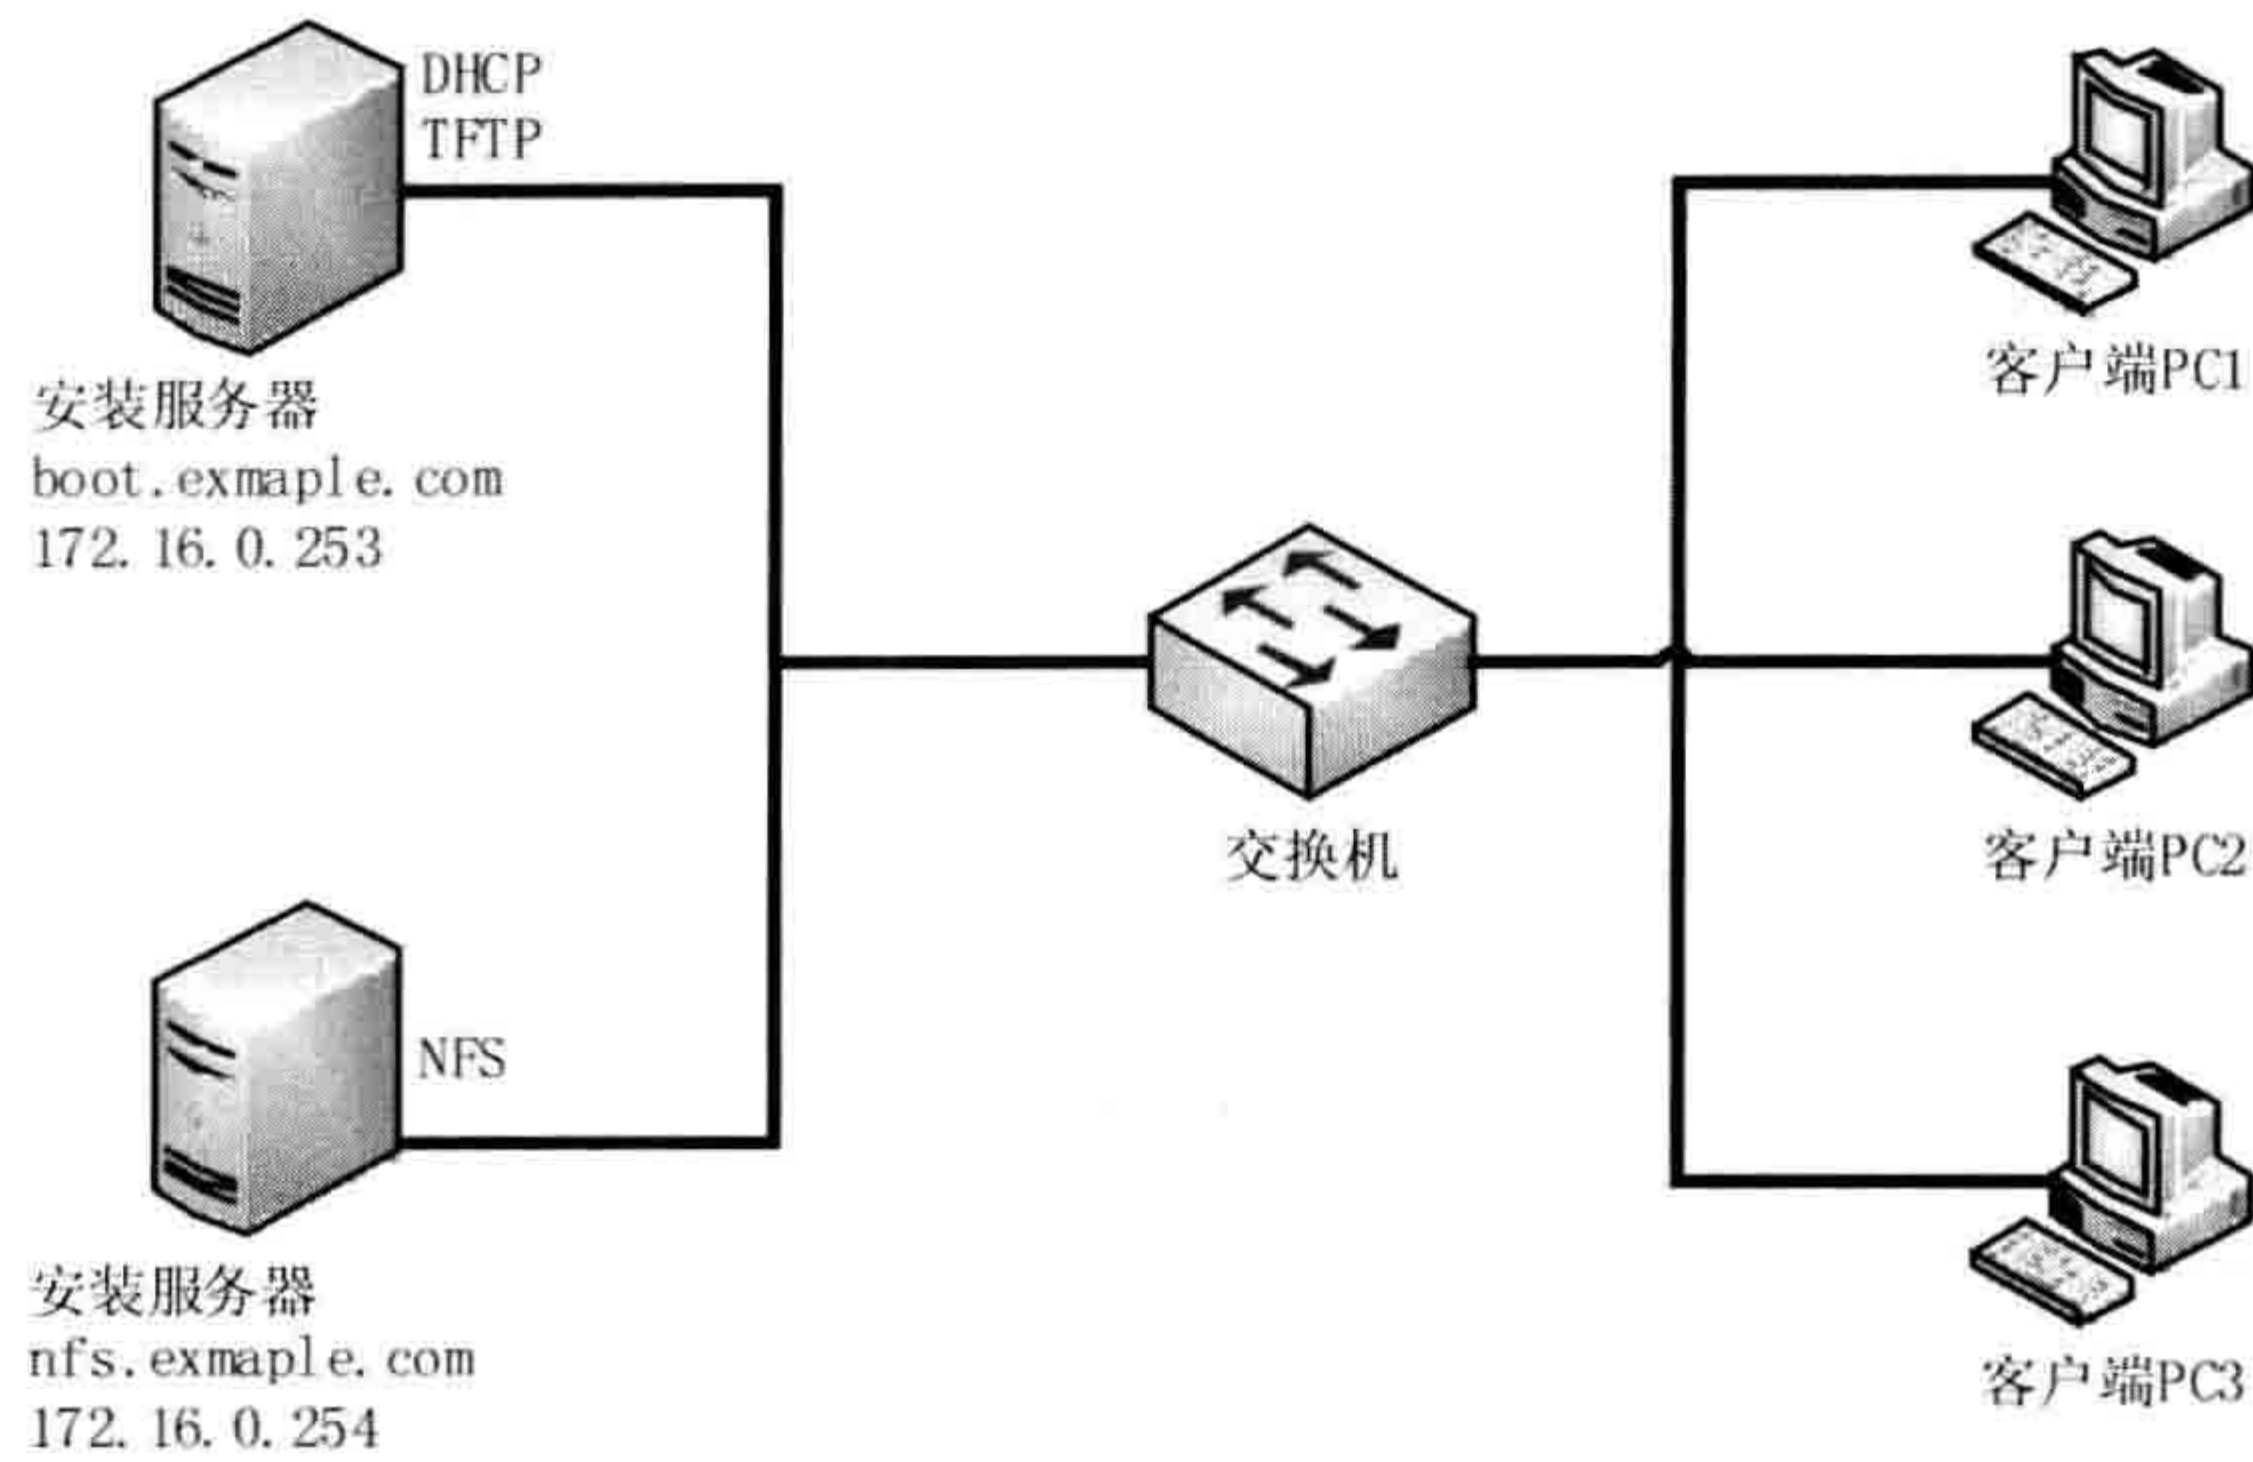 DHCP
TFTP
安装服务器
boot.exmaple.com
172.16.0.253
客户端PC1
交换机
客户端PC2
NFS
安装服务器
nfs.exmaple.com
172.16.0.254
客户端PC3